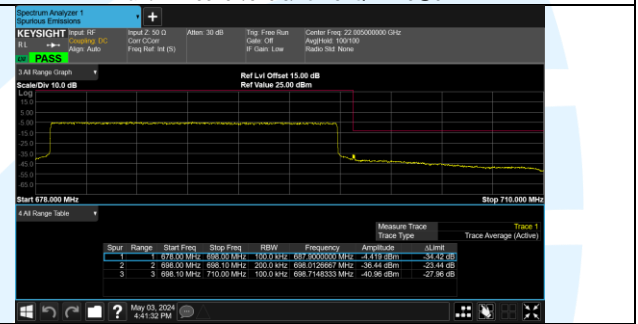 Spectrum Analyzer 1
Spurious Emissions
KEYSIGHT Input: RF Input Z: 50 Ω Atten: 30 dB Trig: Free Run Center Freq: 22.005000000 GHz
RL Coupling: DC Corr CCorr Gate: Off Avg|Hold: 100/100
Align: Auto Freq Ref: Int (S) IF Gain: Low Radio Std: None
PASS
3 All Range Graph Ref Lvl Offset 15.00 dB
Scale/Div 10.0 dB Ref Value 25.00 dBm
Log
15.0
5.00
-5.00
-15.0
-25.0
-35.0
-45.0
-55.0
-65.0
Start 678.000 MHz Stop 710.000 MHz
4 All Range Table
Measure Trace Trace 1
Trace Type Trace Average (Active)
Spur Range Start Freq Stop Freq RBW Frequency Amplitude ΔLimit
1 1 678.00 MHz 698.00 MHz 100.0 kHz 687.9000000 MHz -4.419 dBm -34.42 dB
2 2 698.00 MHz 698.10 MHz 200.0 kHz 698.0126667 MHz -36.44 dBm -23.44 dB
3 3 698.10 MHz 710.00 MHz 100.0 kHz 698.7148333 MHz -40.96 dBm -27.96 dB
? May 03, 2024
4:41:32 PM